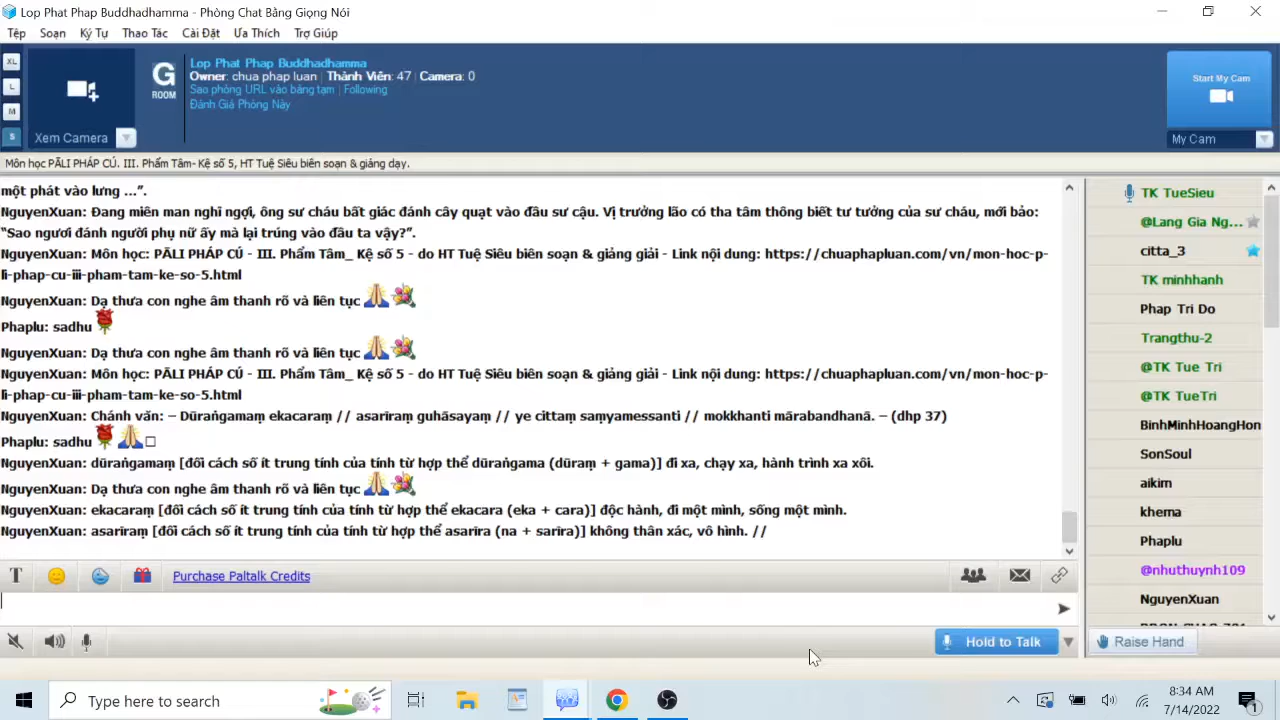 Lop Phat Phap Buddhadhamma - Phòng Chat Bằng Giọng Nói
Tệp Soạn Ký Tự Thao Tác Cài Đặt Ưa Thích Trợ Giúp
XL
L
M
S
Xem Camera
G
ROOM
Lop Phat Phap Buddhadhamma
Owner: chua phap luan | Thành Viên: 47 | Camera: 0
Sao phòng URL vào bảng tạm | Following
Đánh Giá Phòng Này
Start My Cam
My Cam
Môn học PĀLI PHÁP CÚ. III. Phẩm Tâm- Kệ số 5, HT Tuệ Siêu biên soạn & giảng dạy.
một phát vào lưng ...”.
NguyenXuan: Đang miên man nghĩ ngợi, ông sư cháu bất giác đánh cây quạt vào đầu sư cậu. Vị trưởng lão có tha tâm thông biết tư tưởng của sư cháu, mới bảo:
“Sao ngươi đánh người phụ nữ ấy mà lại trúng vào đầu ta vậy?”.
NguyenXuan: Môn học: PĀLI PHÁP CÚ - III. Phẩm Tâm_ Kệ số 5 - do HT Tuệ Siêu biên soạn & giảng giải - Link nội dung: https://chuaphapluan.com/vn/mon-hoc-p-
li-phap-cu-iii-pham-tam-ke-so-5.html
NguyenXuan: Dạ thưa con nghe âm thanh rõ và liên tục
Phaplu: sadhu
NguyenXuan: Dạ thưa con nghe âm thanh rõ và liên tục
NguyenXuan: Môn học: PĀLI PHÁP CÚ - III. Phẩm Tâm_ Kệ số 5 - do HT Tuệ Siêu biên soạn & giảng giải - Link nội dung: https://chuaphapluan.com/vn/mon-hoc-p-
li-phap-cu-iii-pham-tam-ke-so-5.html
NguyenXuan: Chánh văn: – Dūraṅgamaṃ ekacaraṃ // asarīraṃ guhāsayaṃ // ye cittaṃ saṃyamessanti // mokkhanti mārabandhanā. – (dhp 37)
Phaplu: sadhu
NguyenXuan: dūraṅgamaṃ [đối cách số ít trung tính của tính từ hợp thể dūraṅgama (dūraṃ + gama)] đi xa, chạy xa, hành trình xa xôi.
NguyenXuan: Dạ thưa con nghe âm thanh rõ và liên tục
NguyenXuan: ekacaraṃ [đối cách số ít trung tính của tính từ hợp thể ekacara (eka + cara)] độc hành, đi một mình, sống một mình.
NguyenXuan: asarīraṃ [đối cách số ít trung tính của tính từ hợp thể asarīra (na + sarīra)] không thân xác, vô hình. //
TK TueSieu
@Lang Gia Ng...
citta_3
TK minhhanh
Phap Tri Do
Trangthu-2
@TK Tue Tri
@TK TueTri
BinhMinhHoangHon
SonSoul
aikim
khema
Phaplu
@nhuthuynh109
NguyenXuan
T
Purchase Paltalk Credits
Hold to Talk
Raise Hand
Type here to search
8:34 AM
7/14/2022
1